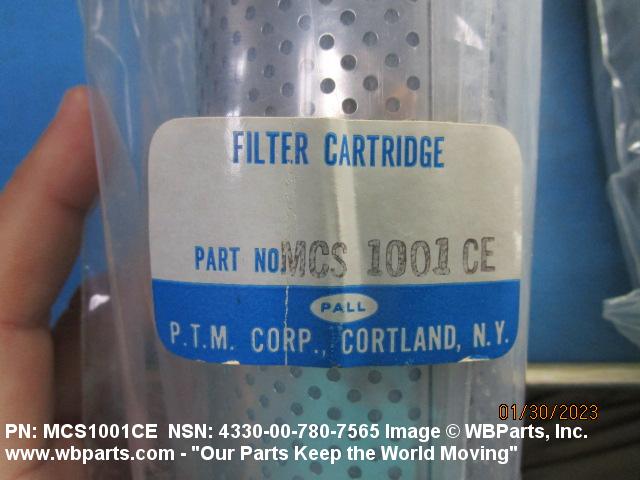 FILTER CARTRIDGE
PART NO. MCS 1001 CE
PALL
P.T.M. CORP., CORTLAND, N.Y.
01/30/2023
PN: MCS1001CE NSN: 4330-00-780-7565 Image © WBParts, Inc.
www.wbparts.com - "Our Parts Keep the World Moving"